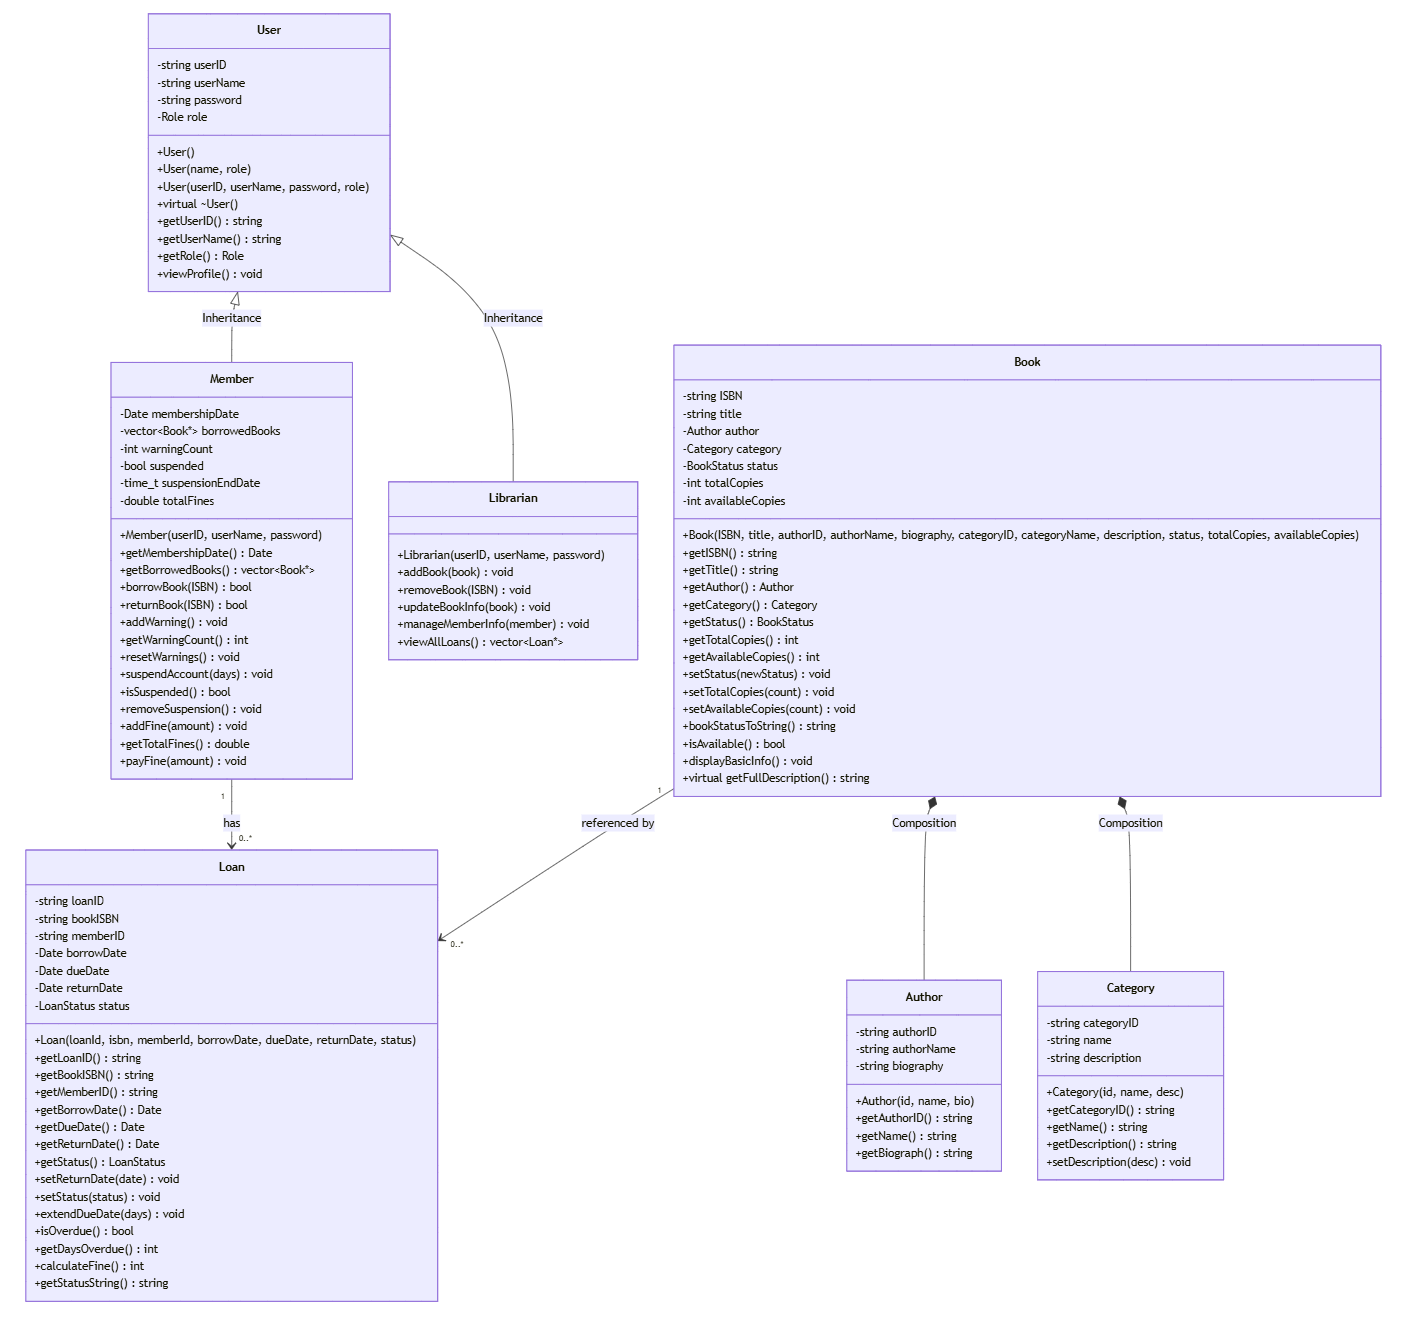 User
-string userID
-string userName
-string password
-Role role
+User()
+User(name, role)
+User(userID, userName, password, role)
+virtual ~User()
+getUserID() : string
+getUserName() : string
+getRole() : Role
+viewProfile() : void
Inheritance
Inheritance
Member
-Date membershipDate
-vector<Book*> borrowedBooks
-int warningCount
-bool suspended
-time_t suspensionEndDate
-double totalFines
+Member(userID, userName, password)
+getMembershipDate() : Date
+getBorrowedBooks() : vector<Book*>
+borrowBook(ISBN) : bool
+returnBook(ISBN) : bool
+addWarning() : void
+getWarningCount() : int
+resetWarnings() : void
+suspendAccount(days) : void
+isSuspended() : bool
+removeSuspension() : void
+addFine(amount) : void
+getTotalFines() : double
+payFine(amount) : void
Librarian
+Librarian(userID, userName, password)
+addBook(book) : void
+removeBook(ISBN) : void
+updateBookInfo(book) : void
+manageMemberInfo(member) : void
+viewAllLoans() : vector<Loan*>
Book
-string ISBN
-string title
-Author author
-Category category
-BookStatus status
-int totalCopies
-int availableCopies
+Book(ISBN, title, authorID, authorName, biography, categoryID, categoryName, description, status, totalCopies, availableCopies)
+getISBN() : string
+getTitle() : string
+getAuthor() : Author
+getCategory() : Category
+getStatus() : BookStatus
+getTotalCopies() : int
+getAvailableCopies() : int
+setStatus(newStatus) : void
+setTotalCopies(count) : void
+setAvailableCopies(count) : void
+bookStatusToString() : string
+isAvailable() : bool
+displayBasicInfo() : void
+virtual getFullDescription() : string
1
has
0..*
1
referenced by
0..*
Composition
Composition
Loan
-string loanID
-string bookISBN
-string memberID
-Date borrowDate
-Date dueDate
-Date returnDate
-LoanStatus status
+Loan(loanId, isbn, memberId, borrowDate, dueDate, returnDate, status)
+getLoanID() : string
+getBookISBN() : string
+getMemberID() : string
+getBorrowDate() : Date
+getDueDate() : Date
+getReturnDate() : Date
+getStatus() : LoanStatus
+setReturnDate(date) : void
+setStatus(status) : void
+extendDueDate(days) : void
+isOverdue() : bool
+getDaysOverdue() : int
+calculateFine() : int
+getStatusString() : string
Author
-string authorID
-string authorName
-string biography
+Author(id, name, bio)
+getAuthorID() : string
+getName() : string
+getBiograph() : string
Category
-string categoryID
-string name
-string description
+Category(id, name, desc)
+getCategoryID() : string
+getName() : string
+getDescription() : string
+setDescription(desc) : void